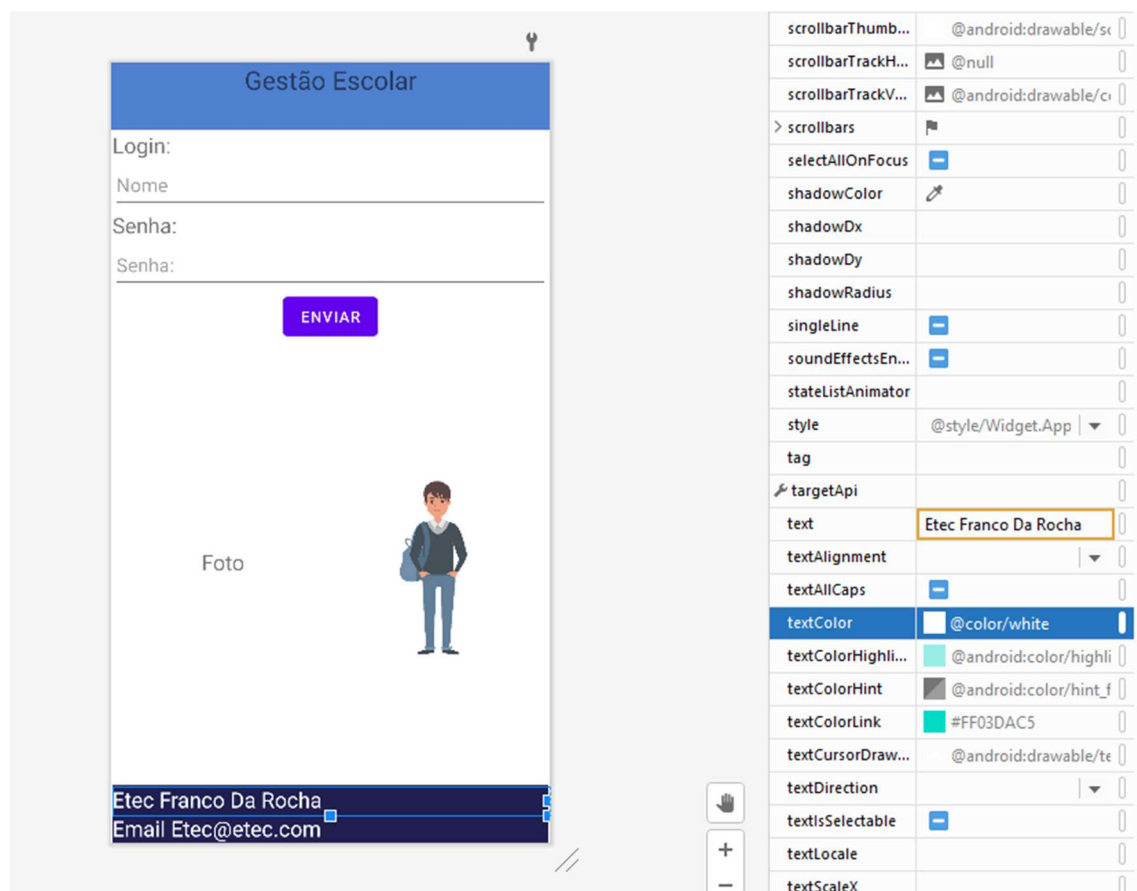 Gestão Escolar
Login:
Nome
Senha:
Senha:
ENVIAR
Foto
Etec Franco Da Rocha
Email Etec@etec.com
scrollbarThumb... @android:drawable/sc
scrollbarTrackH... @null
scrollbarTrackV... @android:drawable/co
scrollbars
selectAllOnFocus
shadowColor
shadowDx
shadowDy
shadowRadius
singleLine
soundEffectsEn...
stateListAnimator
style @style/Widget.App
tag
targetApi
text Etec Franco Da Rocha
textAlignment
textAllCaps
textColor @color/white
textColorHighli... @android:color/highli
textColorHint @android:color/hint_f
textColorLink #FF03DAC5
textCursorDraw... @android:drawable/te
textDirection
textIsSelectable
textLocale
textScaleX